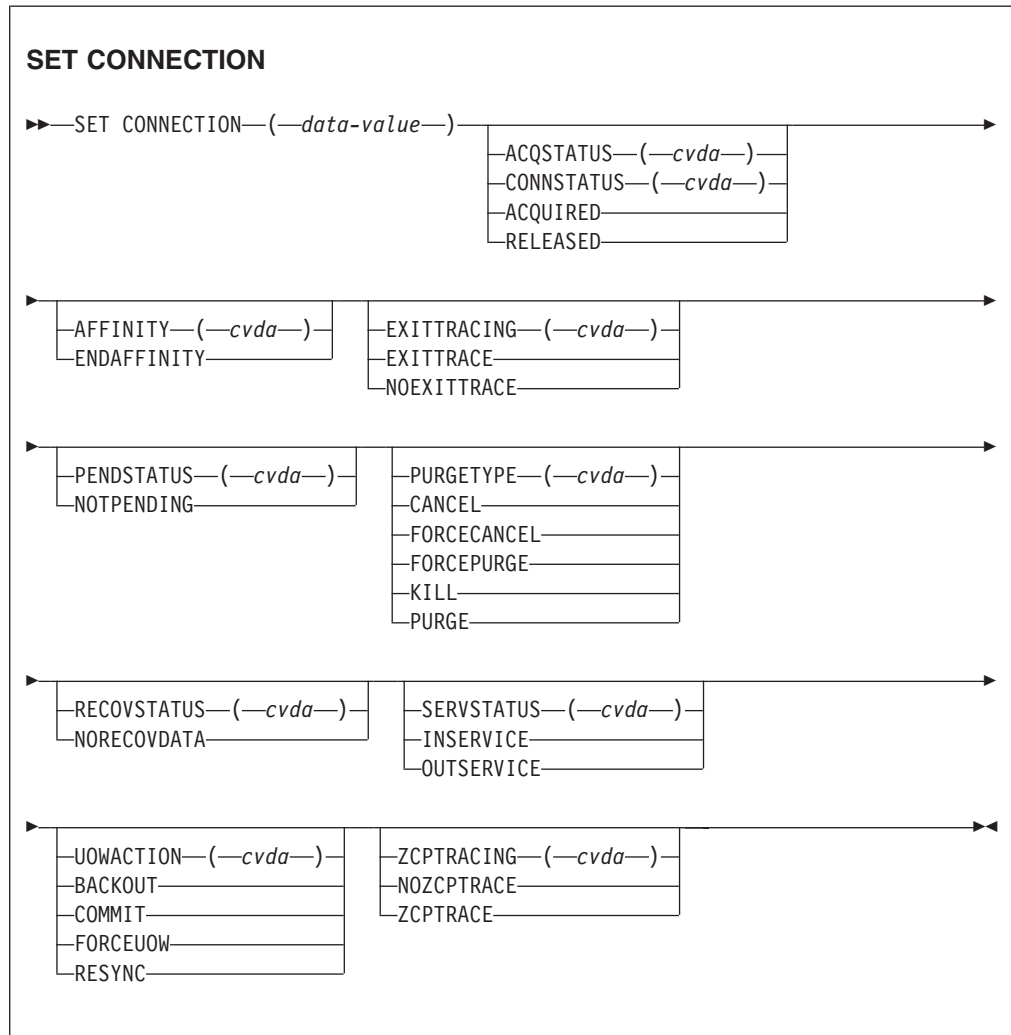 SET CONNECTION
SET CONNECTION ( data-value )
ACQSTATUS ( cvda )
CONNSTATUS ( cvda )
ACQUIRED
RELEASED
AFFINITY ( cvda )
ENDAFFINITY
EXITTRACING ( cvda )
EXITTRACE
NOEXITTRACE
PENDSTATUS ( cvda )
NOTPENDING
PURGETYPE ( cvda )
CANCEL
FORCECANCEL
FORCEPURGE
KILL
PURGE
RECOVSTATUS ( cvda )
NORECOVDATA
SERVSTATUS ( cvda )
INSERVICE
OUTSERVICE
UOWACTION ( cvda )
BACKOUT
COMMIT
FORCEUOW
RESYNC
ZCPTRACING ( cvda )
NOZCPTRACE
ZCPTRACE